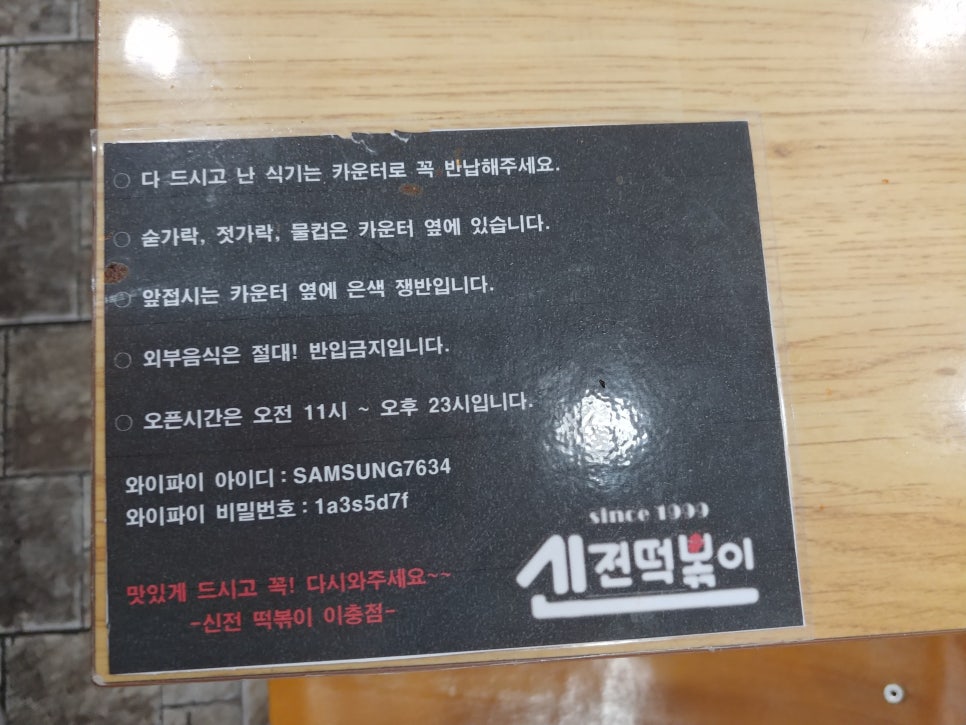 ○ 다 드시고 난 식기는 카운터로 꼭 반납해주세요.
○ 숟가락, 젓가락, 물컵은 카운터 옆에 있습니다.
○ 앞접시는 카운터 옆에 은색 쟁반입니다.
○ 외부음식은 절대! 반입금지입니다.
○ 오픈시간은 오전 11시 ~ 오후 23시입니다.
와이파이 아이디 : SAMSUNG7634
와이파이 비밀번호 : 1a3s5d7f
since 1999
신전떡볶이
맛있게 드시고 꼭! 다시와주세요~~
-신전 떡볶이 이충점-